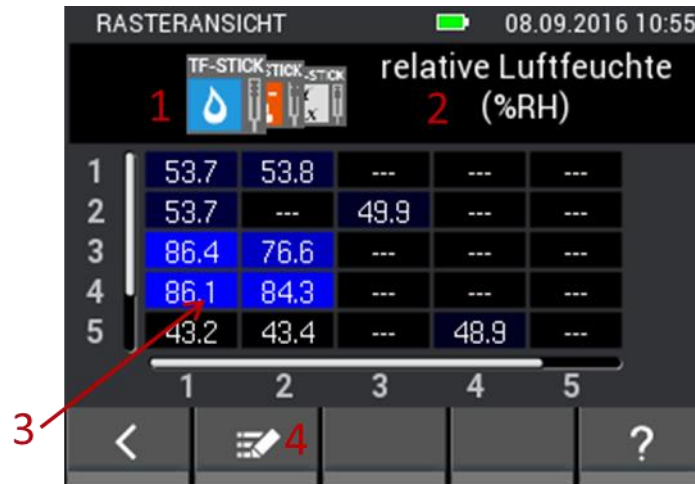 RASTERANSICHT 08.09.2016 10:55
TF-STICK TICK -STICK
relative Luftfeuchte
1 2 (%RH)
1 53.7 53.8 --- --- ---
2 53.7 --- 49.9 --- ---
3 86.4 76.6 --- --- ---
4 86.1 84.3 --- --- ---
5 43.2 43.4 --- 48.9 ---
1 2 3 4 5
3
< 4 ?